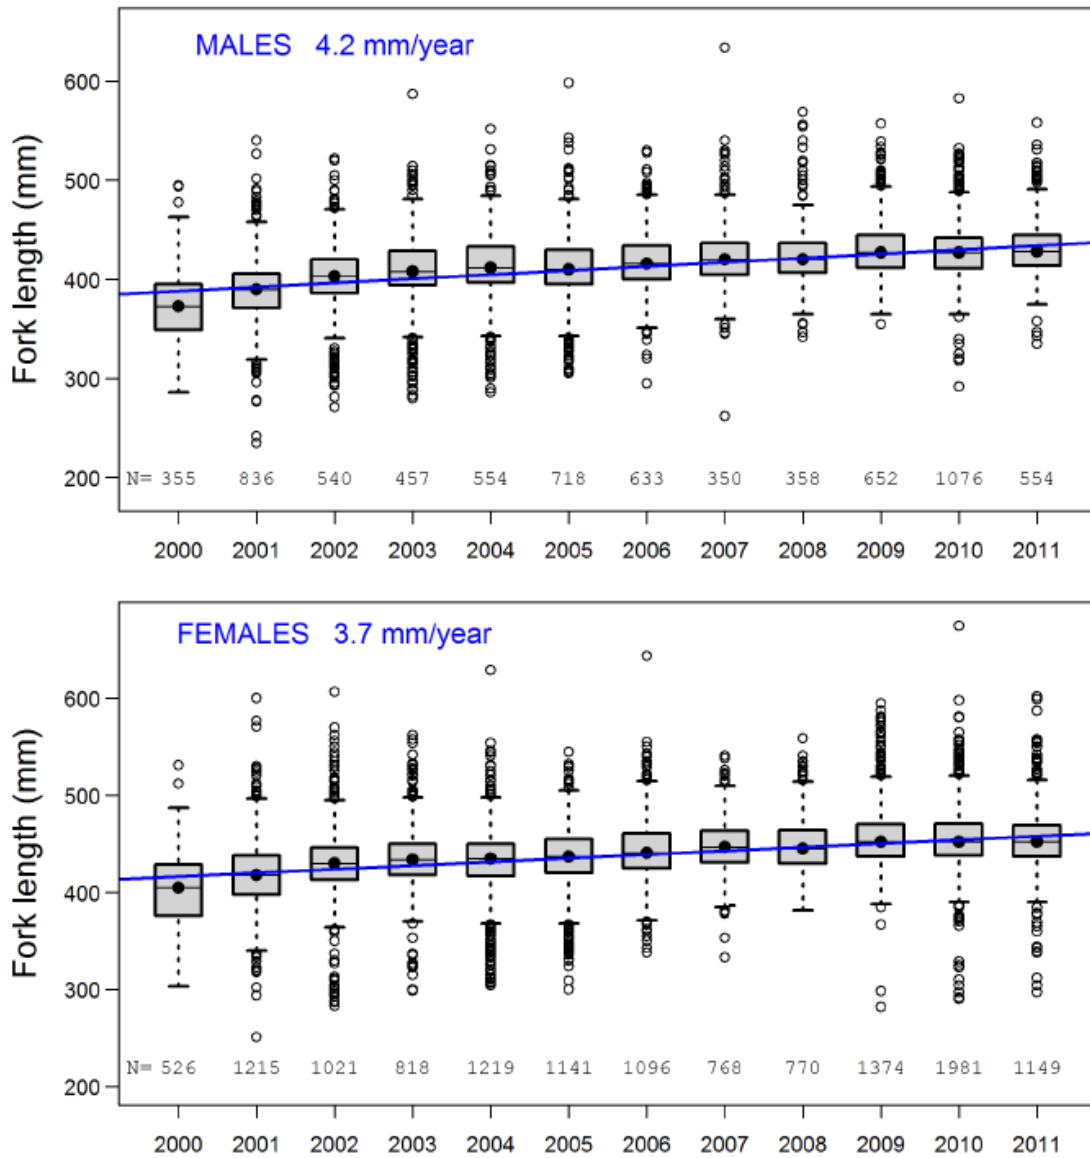 MALES 4.2 mm/year
Fork length (mm)
600
500
400
300
200
N= 355 836 540 457 554 718 633 350 358 652 1076 554
2000 2001 2002 2003 2004 2005 2006 2007 2008 2009 2010 2011
FEMALES 3.7 mm/year
Fork length (mm)
600
500
400
300
200
N= 526 1215 1021 818 1219 1141 1096 768 770 1374 1981 1149
2000 2001 2002 2003 2004 2005 2006 2007 2008 2009 2010 2011